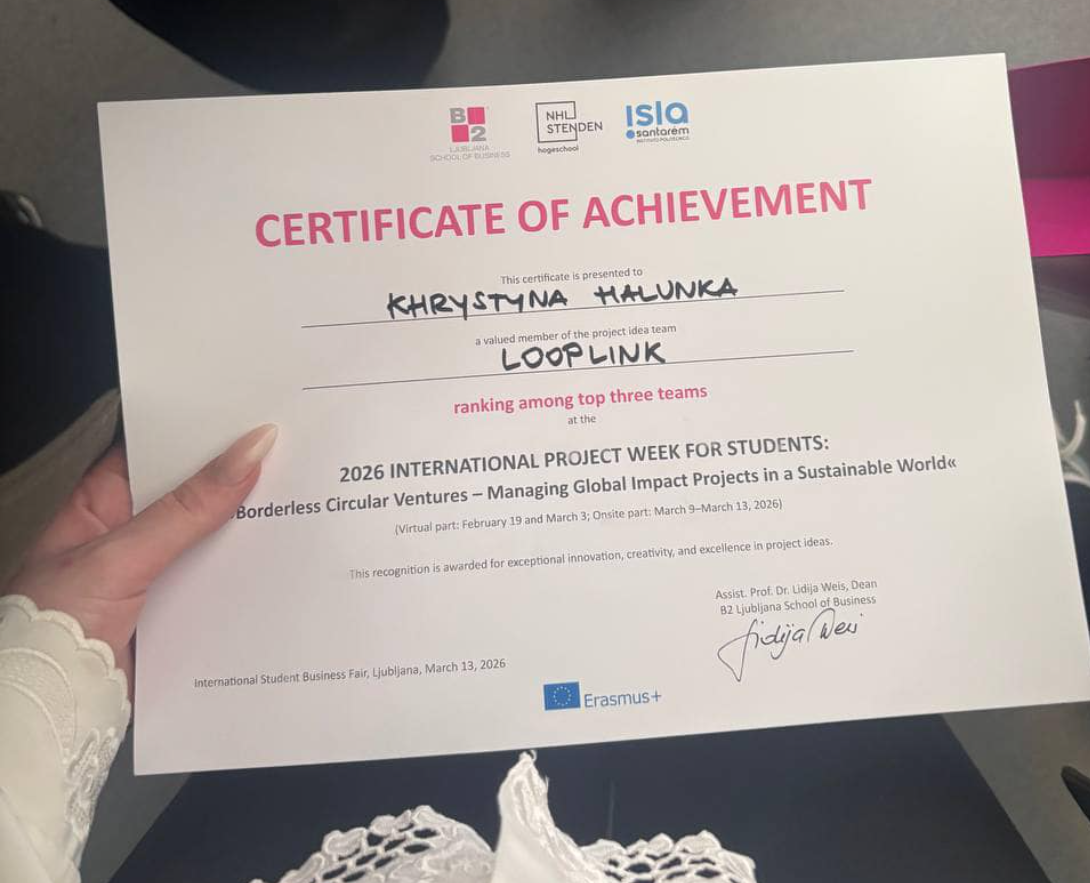 B2
LJUBLJANA
SCHOOL OF BUSINESS
NHL
STENDEN
hogeschool
isla
santarém
INSTITUTO POLITÉCNICO
CERTIFICATE OF ACHIEVEMENT
This certificate is presented to
KHRYSTYNA HALUNKA
a valued member of the project idea team
LOOPLINK
ranking among top three teams
at the
2026 INTERNATIONAL PROJECT WEEK FOR STUDENTS:
Borderless Circular Ventures – Managing Global Impact Projects in a Sustainable World«
(Virtual part: February 19 and March 3; Onsite part: March 9–March 13, 2026)
This recognition is awarded for exceptional innovation, creativity, and excellence in project ideas.
Assist. Prof. Dr. Lidija Weis, Dean
B2 Ljubljana School of Business
Lidija Weis
International Student Business Fair, Ljubljana, March 13, 2026
Erasmus+